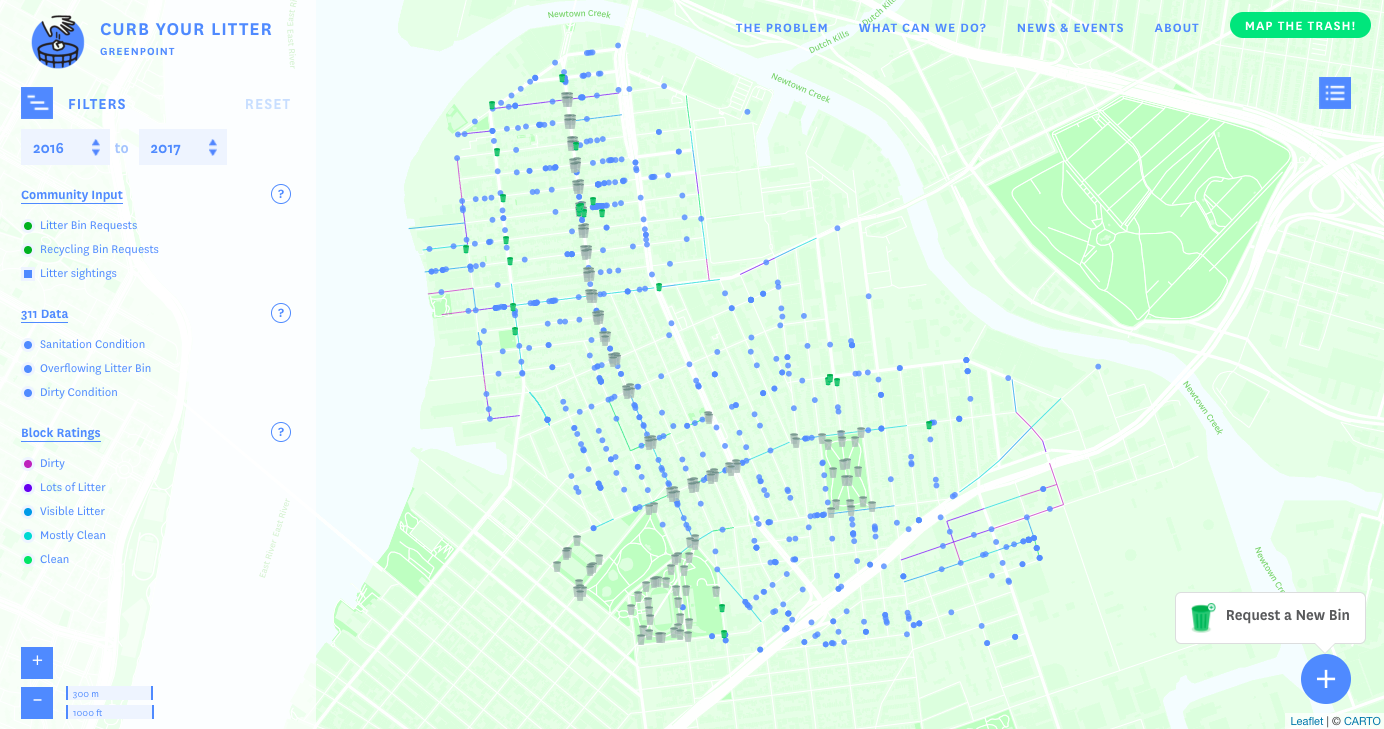 CURB YOUR LITTER
GREENPOINT
THE PROBLEM
WHAT CAN WE DO?
NEWS & EVENTS
ABOUT
MAP THE TRASH!
FILTERS
RESET
2016 to 2017
Community Input
?
Litter Bin Requests
Recycling Bin Requests
Litter sightings
311 Data
?
Sanitation Condition
Overflowing Litter Bin
Dirty Condition
Block Ratings
?
Dirty
Lots of Litter
Visible Litter
Mostly Clean
Clean
+
−
300 m
1000 ft
Newtown Creek
Dutch Kills
Dutch Kills
Newtown Creek
Newtown Creek
Newtown Creek
East River East River
Request a New Bin
+
Leaflet | © CARTO